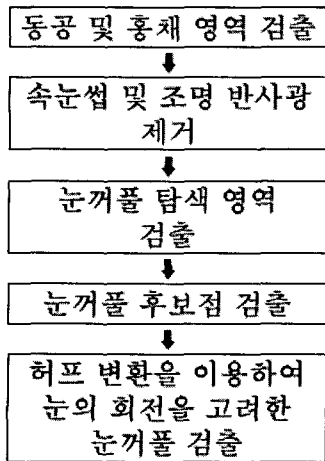 동공 및 홍채 영역 검출
속눈썹 및 조명 반사광
제거
눈꺼풀 탐색 영역
검출
눈꺼풀 후보점 검출
허프 변환을 이용하여
눈의 회전을 고려한
눈꺼풀 검출